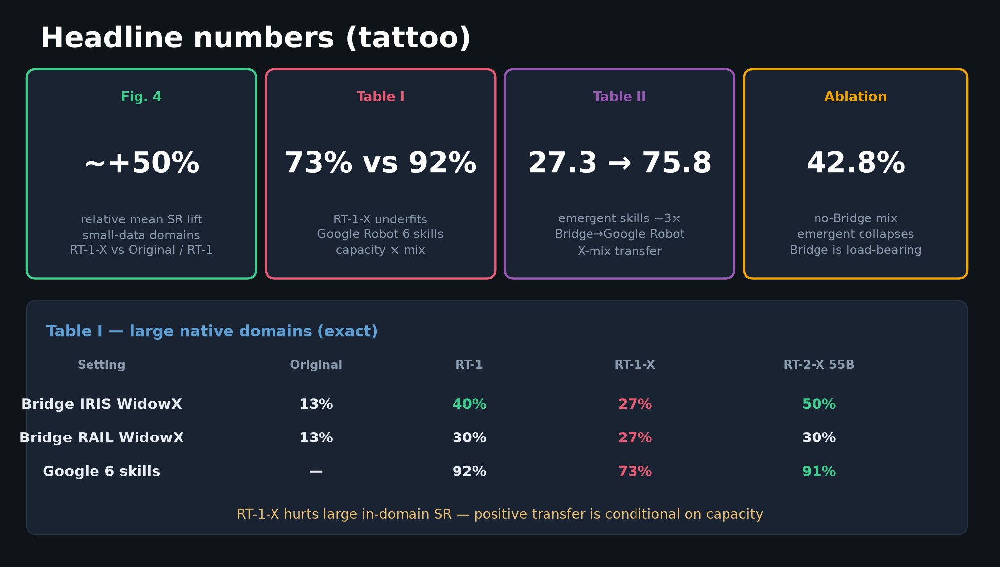 Headline numbers (tattoo)
Fig. 4
~+50%
relative mean SR lift
small-data domains
RT-1-X vs Original / RT-1
Table I
73% vs 92%
RT-1-X underfits
Google Robot 6 skills
capacity × mix
Table II
27.3 → 75.8
emergent skills ~3×
Bridge→Google Robot
X-mix transfer
Ablation
42.8%
no-Bridge mix
emergent collapses
Bridge is load-bearing
Table I — large native domains (exact)
Setting Original RT-1 RT-1-X RT-2-X 55B
Bridge IRIS WidowX 13% 40% 27% 50%
Bridge RAIL WidowX 13% 30% 27% 30%
Google 6 skills — 92% 73% 91%
RT-1-X hurts large in-domain SR — positive transfer is conditional on capacity